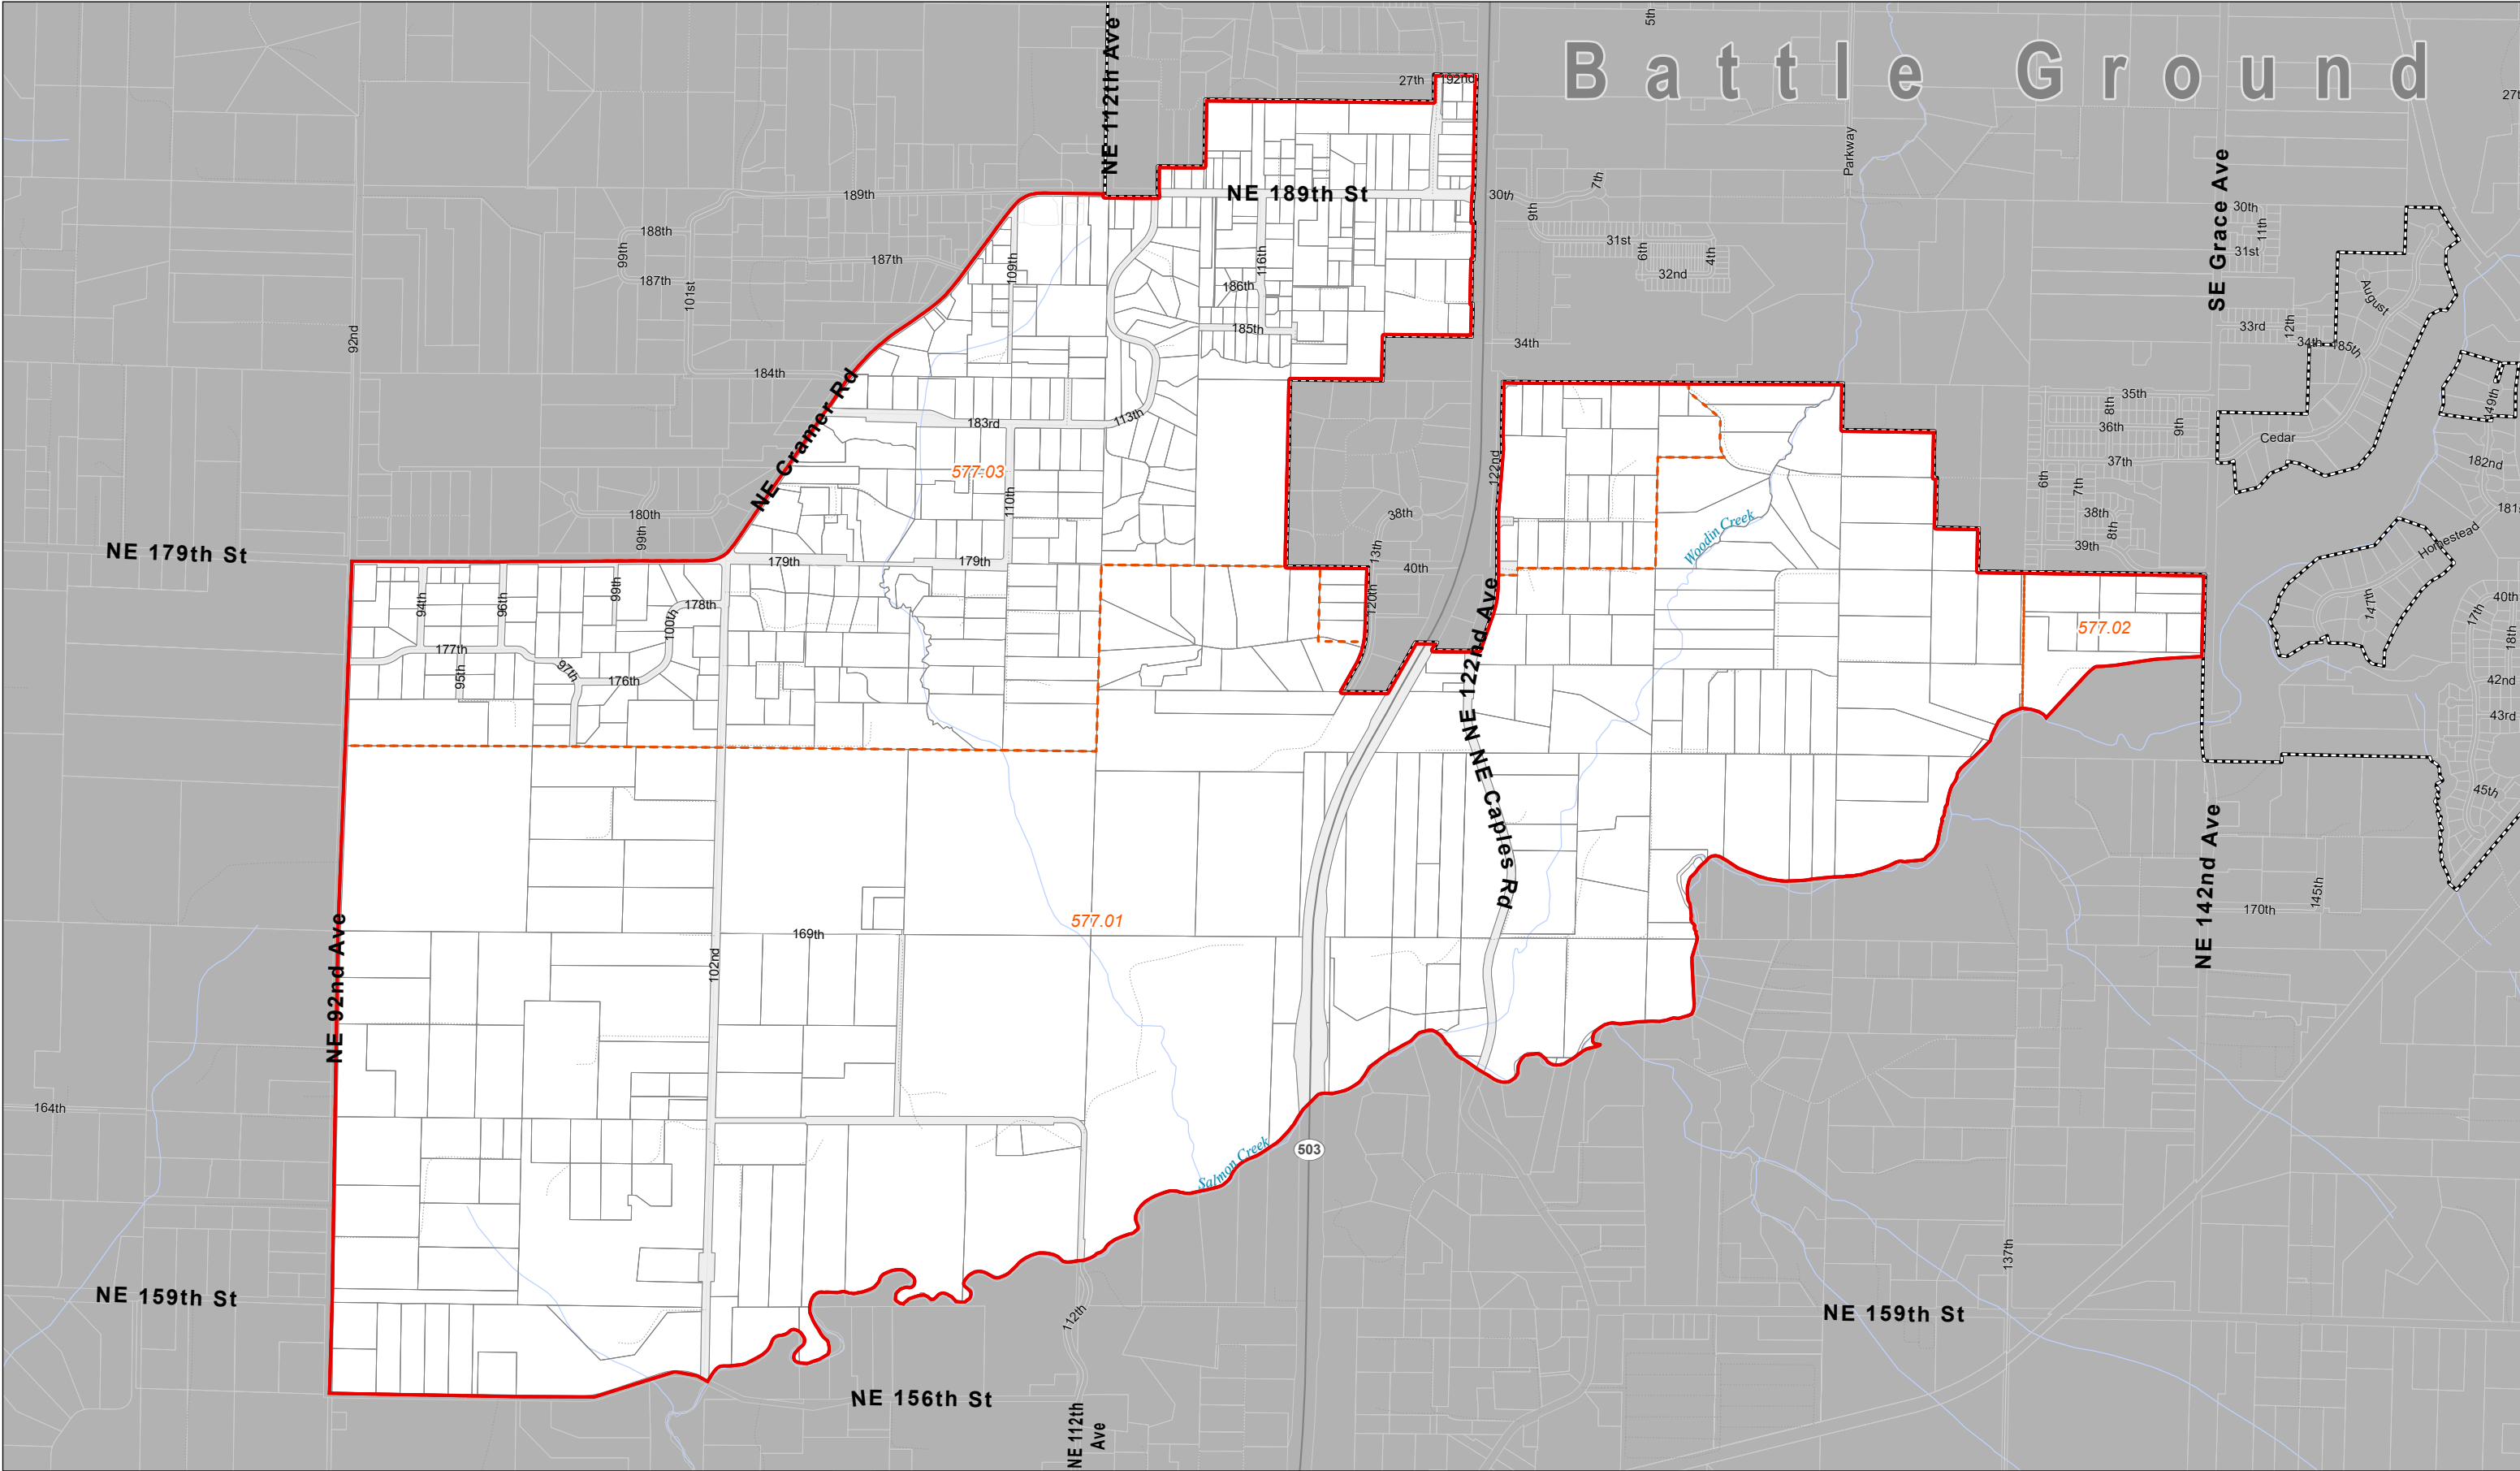 Battle Ground
NE 112th Ave
5th
27th
192nd
27t
Parkway
SE Grace Ave
189th
NE 189th St
30th
7th
9th
30th
11th
188th
99th
187th
187th
101st
109th
116th
186th
31st
6th
4th
32nd
31st
August
92nd
185th
34th
33rd
12th
34th
185th
184th
NE Cramer Rd
183rd
113th
149th
35th
8th
36th
9th
Cedar
37th
182nd
577.03
122nd
110th
6th
7th
38th
8th
181s
180th
99th
38th
Woodin Creek
39th
Homestead
NE 179th St
179th
179th
13th
40th
94th
96th
99th
178th
100th
120th
NE 122nd Ave
577.02
147th
40th
17th
18th
177th
95th
97th
176th
42nd
43rd
NE Caples Rd
45th
NE 92nd Ave
577.01
169th
102nd
NE 142nd Ave
145th
170th
164th
503
Salmon Creek
137th
NE 159th St
NE 159th St
112th
NE 156th St
NE 112th
Ave